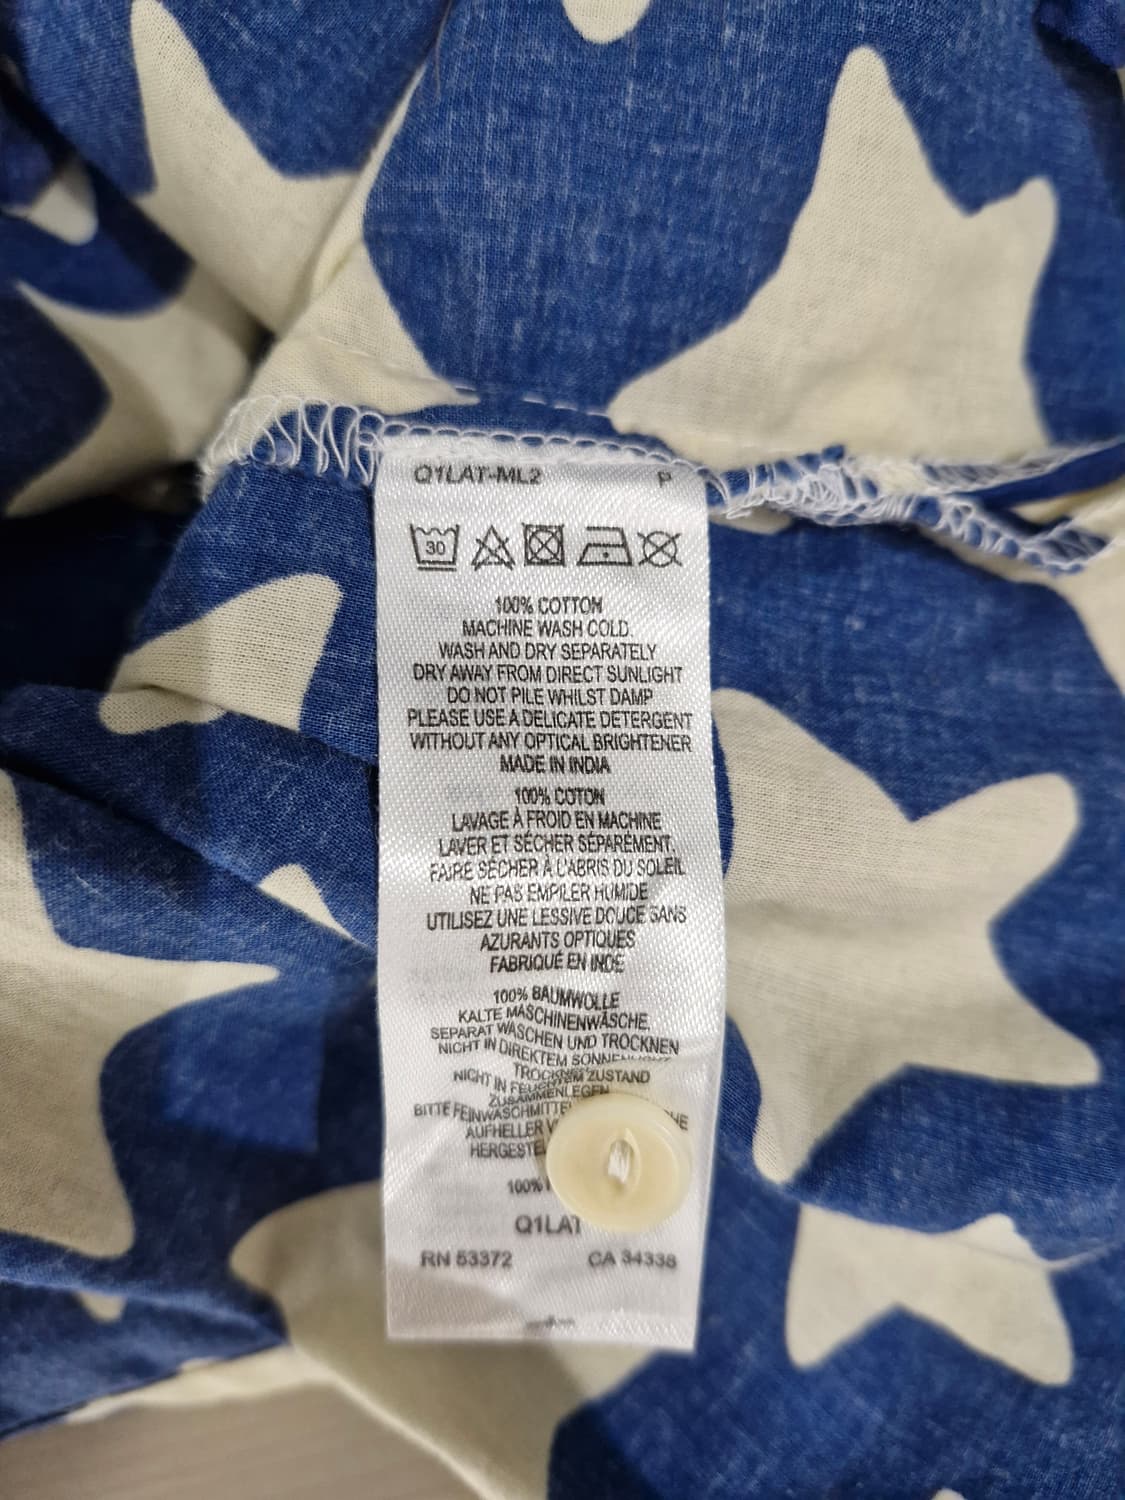 Q1LAT-ML2 P
30
100% COTTON
MACHINE WASH COLD.
WASH AND DRY SEPARATELY
DRY AWAY FROM DIRECT SUNLIGHT
DO NOT PILE WHILST DAMP
PLEASE USE A DELICATE DETERGENT
WITHOUT ANY OPTICAL BRIGHTENER
MADE IN INDIA
100% COTON
LAVAGE À FROID EN MACHINE
LAVER ET SÉCHER SÉPARÉMENT.
FAIRE SÉCHER À L'ABRIS DU SOLEIL
NE PAS EMPILER HUMIDE
UTILISEZ UNE LESSIVE DOUCE SANS
AZURANTS OPTIQUES
FABRIQUÉ EN INDE
100% BAUMWOLLE
KALTE MASCHINENWÄSCHE.
SEPARAT WASCHEN UND TROCKNEN
NICHT IN DIREKTEM
TROCKNEN
NICHT IN FEUCHTEM ZUSTAND
ZUSAMMENLEGEN
BITTE
AUFHELLER
100%
Q1LAT
RN 53372 CA 34338